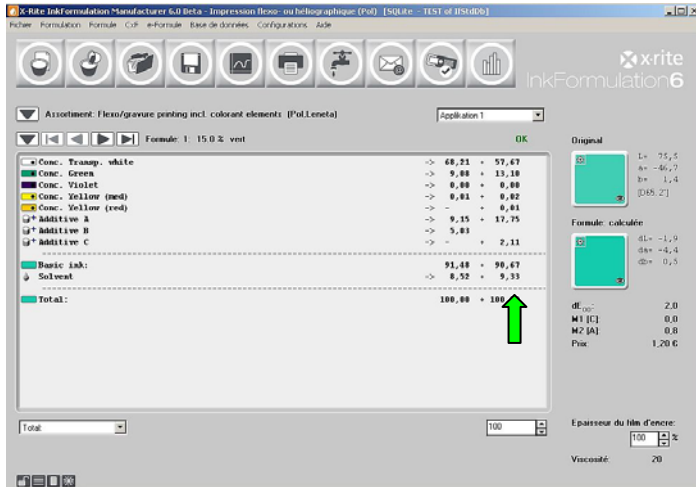 X-Rite InkFormulation Manufacturer 6.0 Beta - Impression flexo- ou héliographique (Pol) [SQLite - TEST of IfStdDb]
Fichier Formulation Formule CxF e-Formule Base de données Configurations Aide
x·rite
InkFormulation6
Assortiment: Flexo/gravure printing incl. colorant elements (Pol,Leneta)
Applikation 1
Formule: 1: 15.0 % vert
OK
Conc. Transp. white -> 68,21 + 57,67
Conc. Green -> 9,08 + 13,10
Conc. Violet -> 0,00 + 0,00
Conc. Yellow (med) -> 0,01 + 0,02
Conc. Yellow (red) -> - + 0,01
Additive A -> 9,15 + 17,75
Additive B -> 5,03
Additive C -> - + 2,11
Basic ink: 91,48 + 90,67
Solvent -> 8,52 + 9,33
Total: 100,00 + 100
Total:
100
Original
L= 75,5
a= -46,7
b= 1,4
[D65.2°]
Formule: calculée
dL= -1,9
da= -4,4
db= 0,5
dE00: 2.0
M1 [C]: 0,0
M2 [A]: 0,8
Prix: 1,20 €
Epaisseur du film d'encre:
100 %
Viscosité: 20